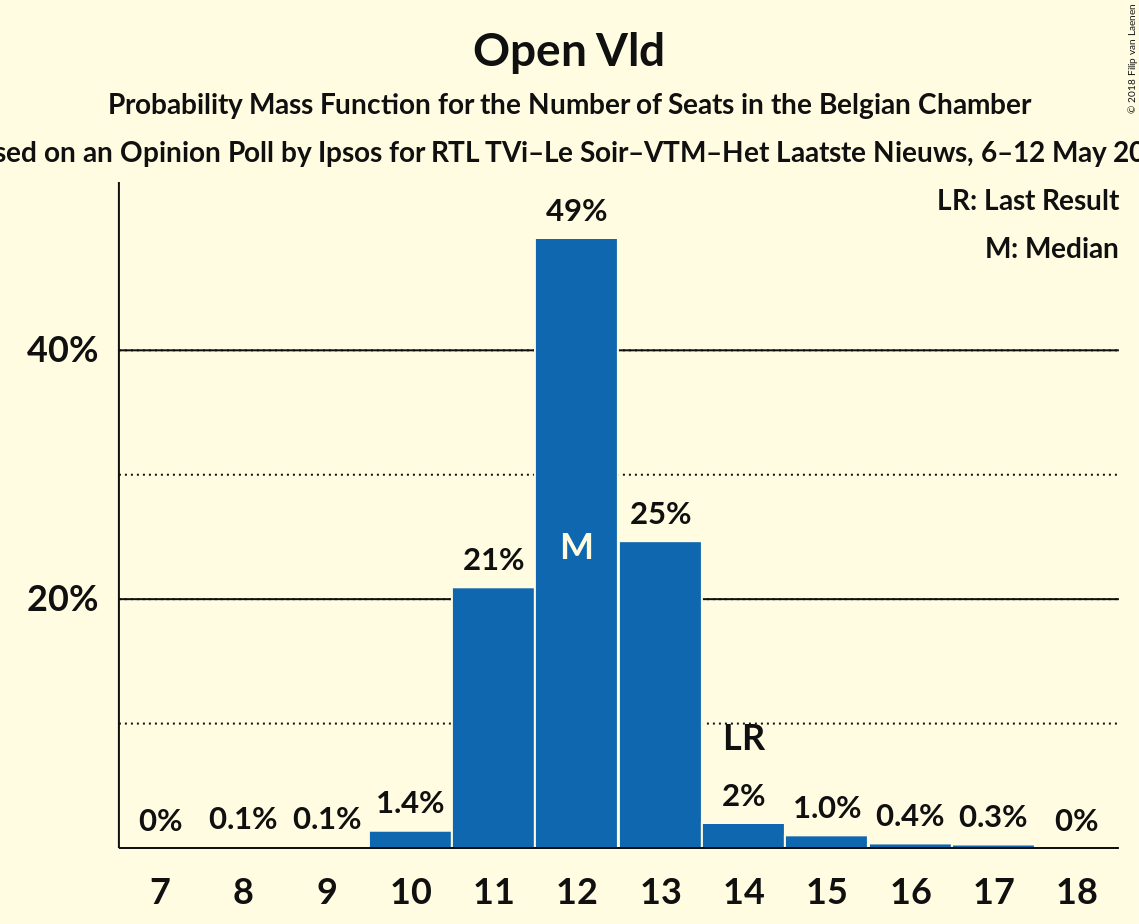 Open Vld
Probability Mass Function for the Number of Seats in the Belgian Chamber
on an Opinion Poll by Ipsos for RTL TVi–Le Soir–VTM–Het Laatste Nieuws, 6–12 May
© 2018 Filip van Laenen
LR: Last Result
M: Median
49%
40%
25%
M
21%
20%
LR
0%
0.1%
0.1%
1.4%
2%
1.0%
0.4%
0.3%
0%
7 8 9 10 11 12 13 14 15 16 17 18